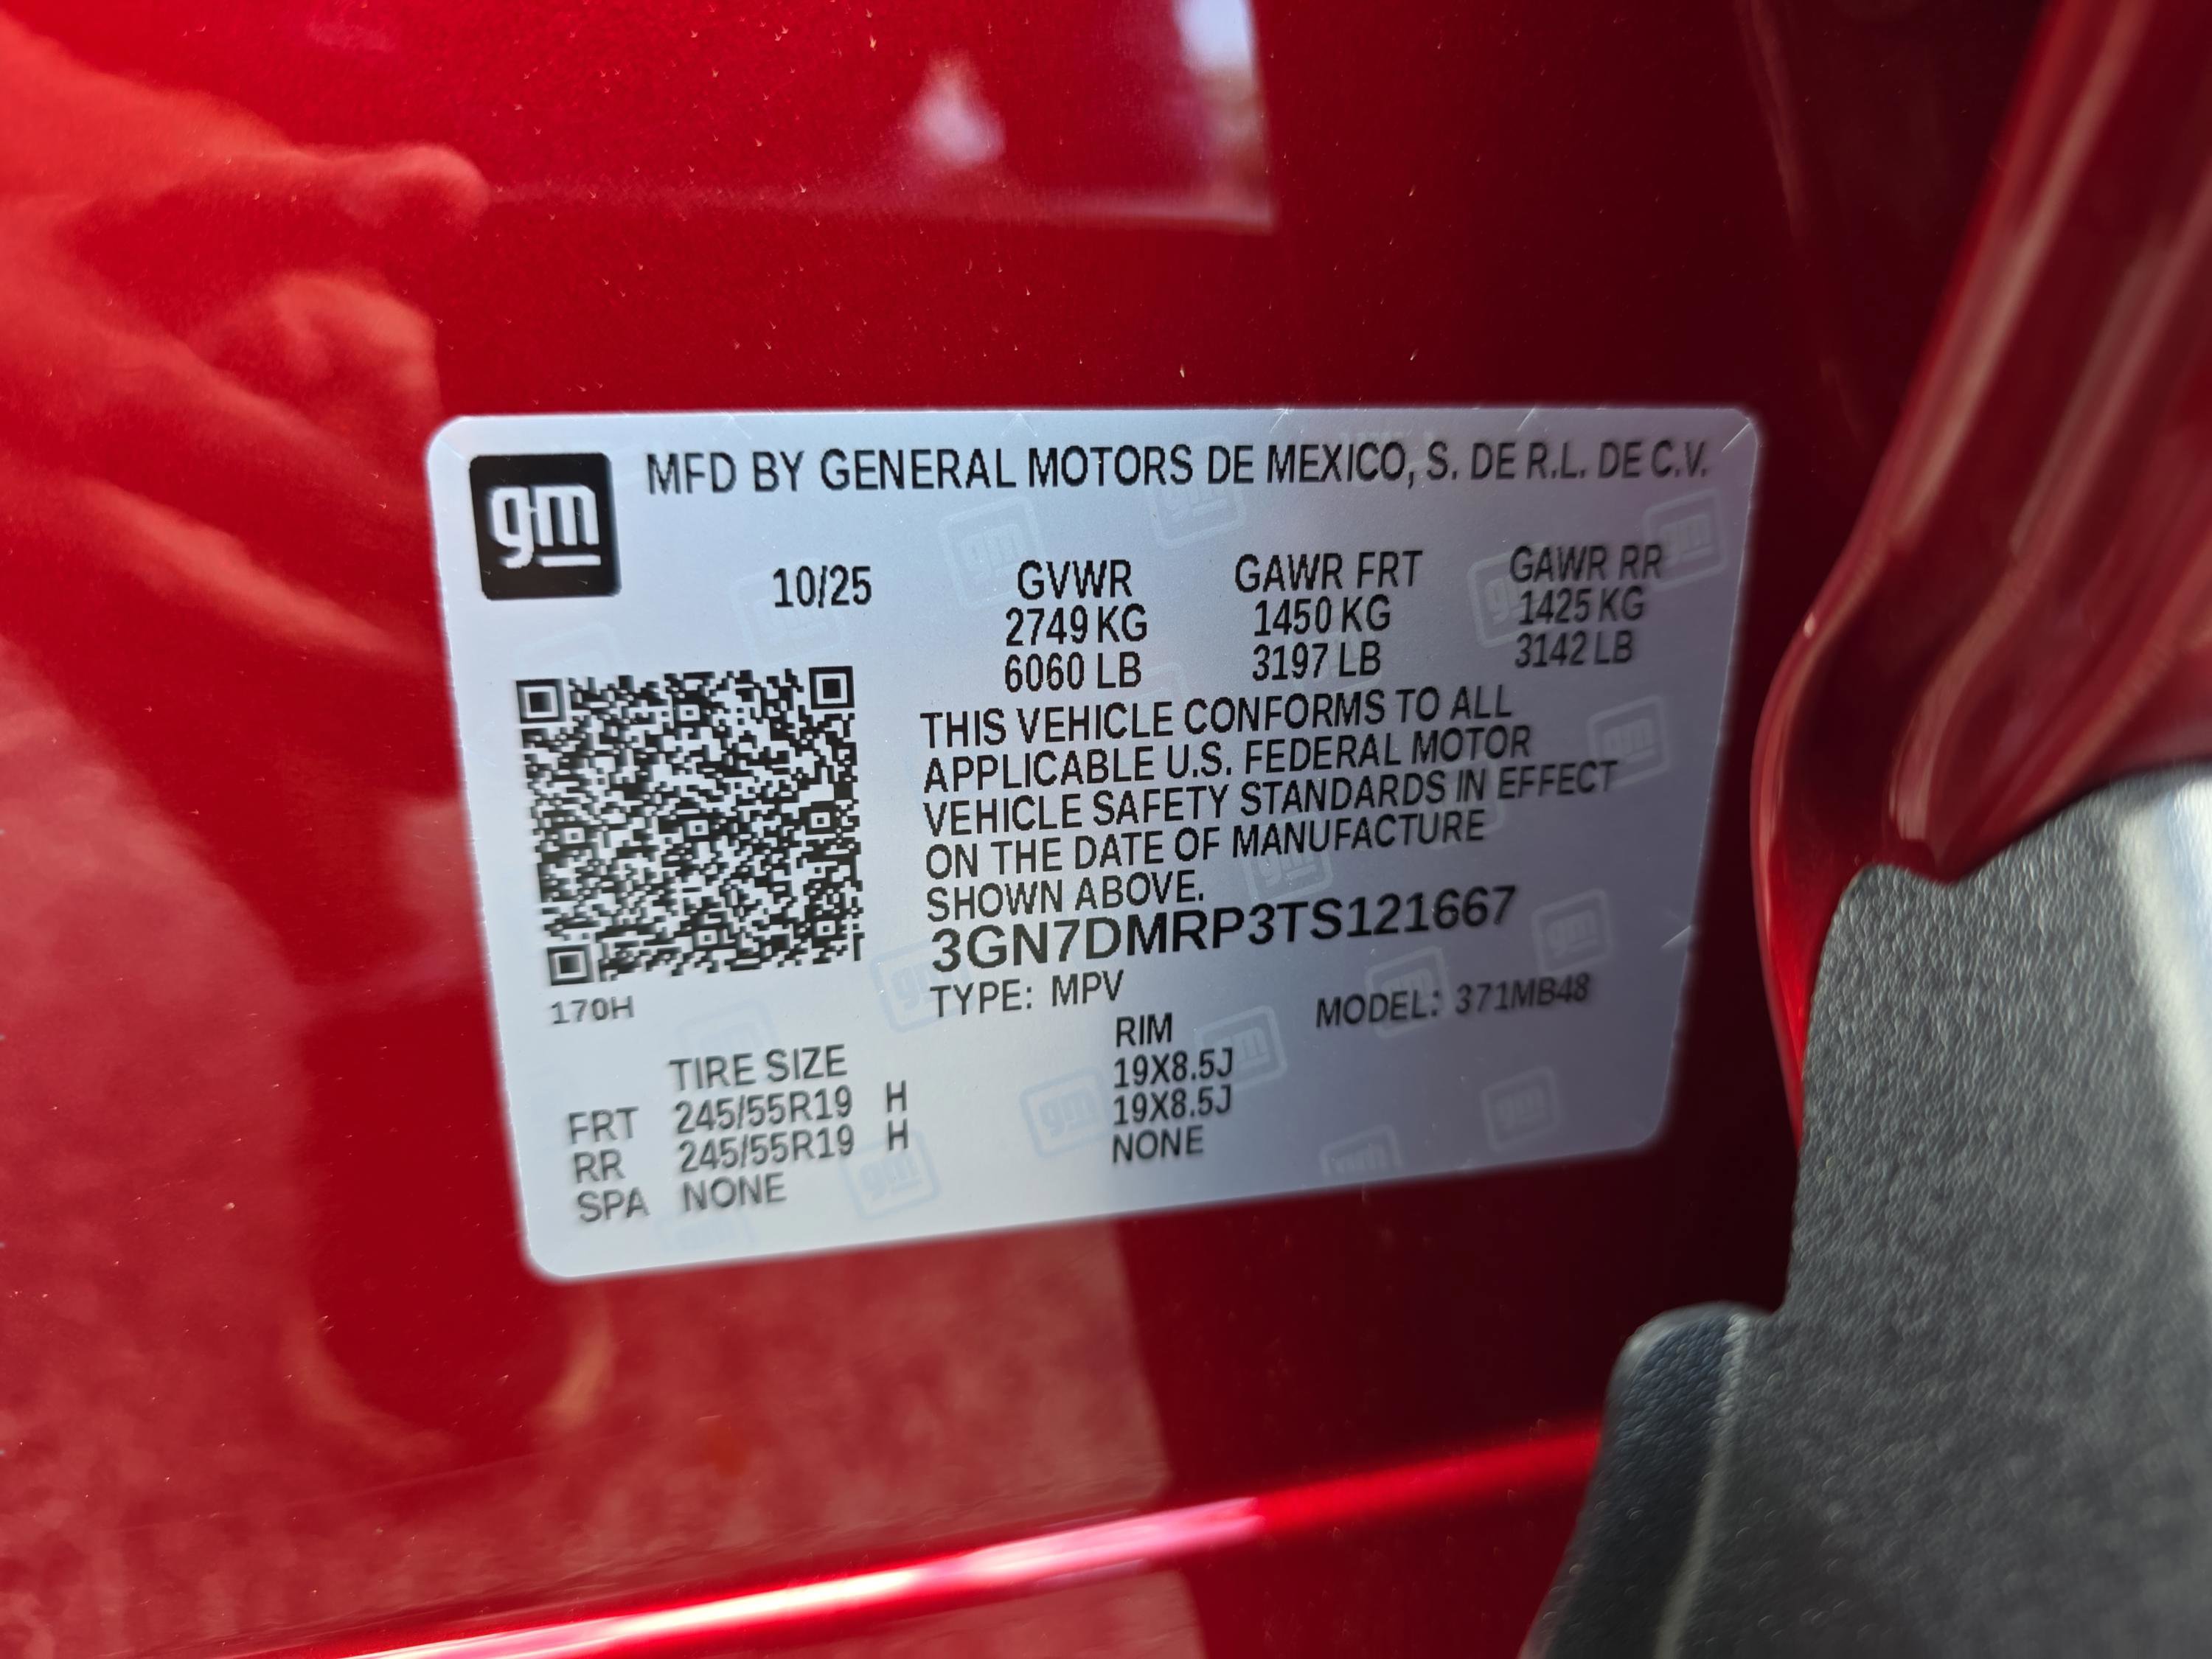 gm
MFD BY GENERAL MOTORS DE MEXICO, S. DE R.L. DE C.V.
10/25 GVWR GAWR FRT GAWR RR
2749 KG 1450 KG 1425 KG
6060 LB 3197 LB 3142 LB
THIS VEHICLE CONFORMS TO ALL
APPLICABLE U.S. FEDERAL MOTOR
VEHICLE SAFETY STANDARDS IN EFFECT
ON THE DATE OF MANUFACTURE
SHOWN ABOVE.
3GN7DMRP3TS121667
170H
TYPE: MPV MODEL: 371MB48
TIRE SIZE RIM
FRT 245/55R19 H 19X8.5J
RR 245/55R19 H 19X8.5J
SPA NONE NONE